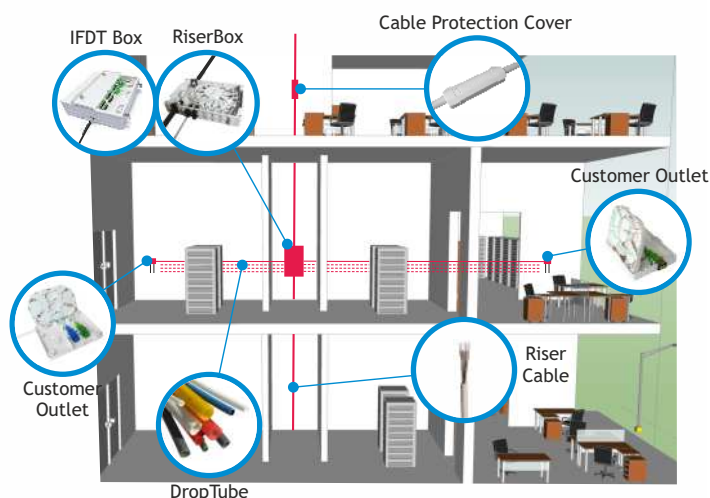 IFDT Box
RiserBox
Cable Protection Cover
Customer Outlet
Customer
Outlet
DropTube
Riser
Cable